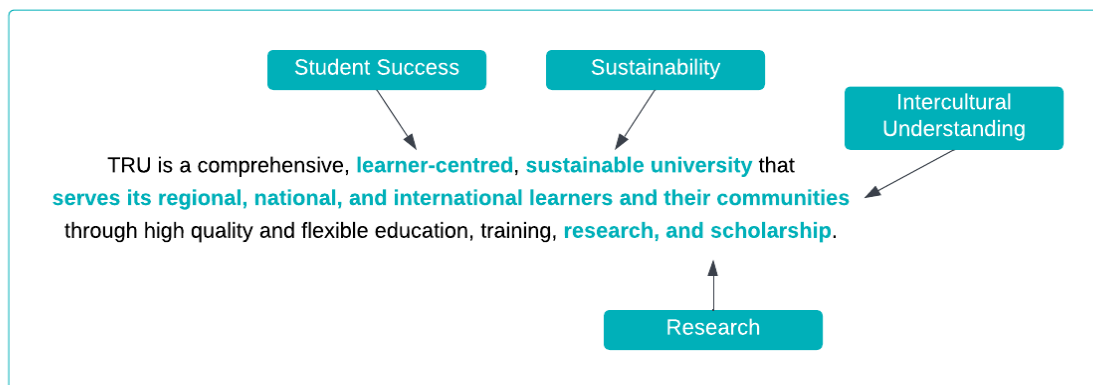 Student Success
Sustainability
Intercultural
Understanding
TRU is a comprehensive, learner-centred, sustainable university that
serves its regional, national, and international learners and their communities
through high quality and flexible education, training, research, and scholarship.
Research